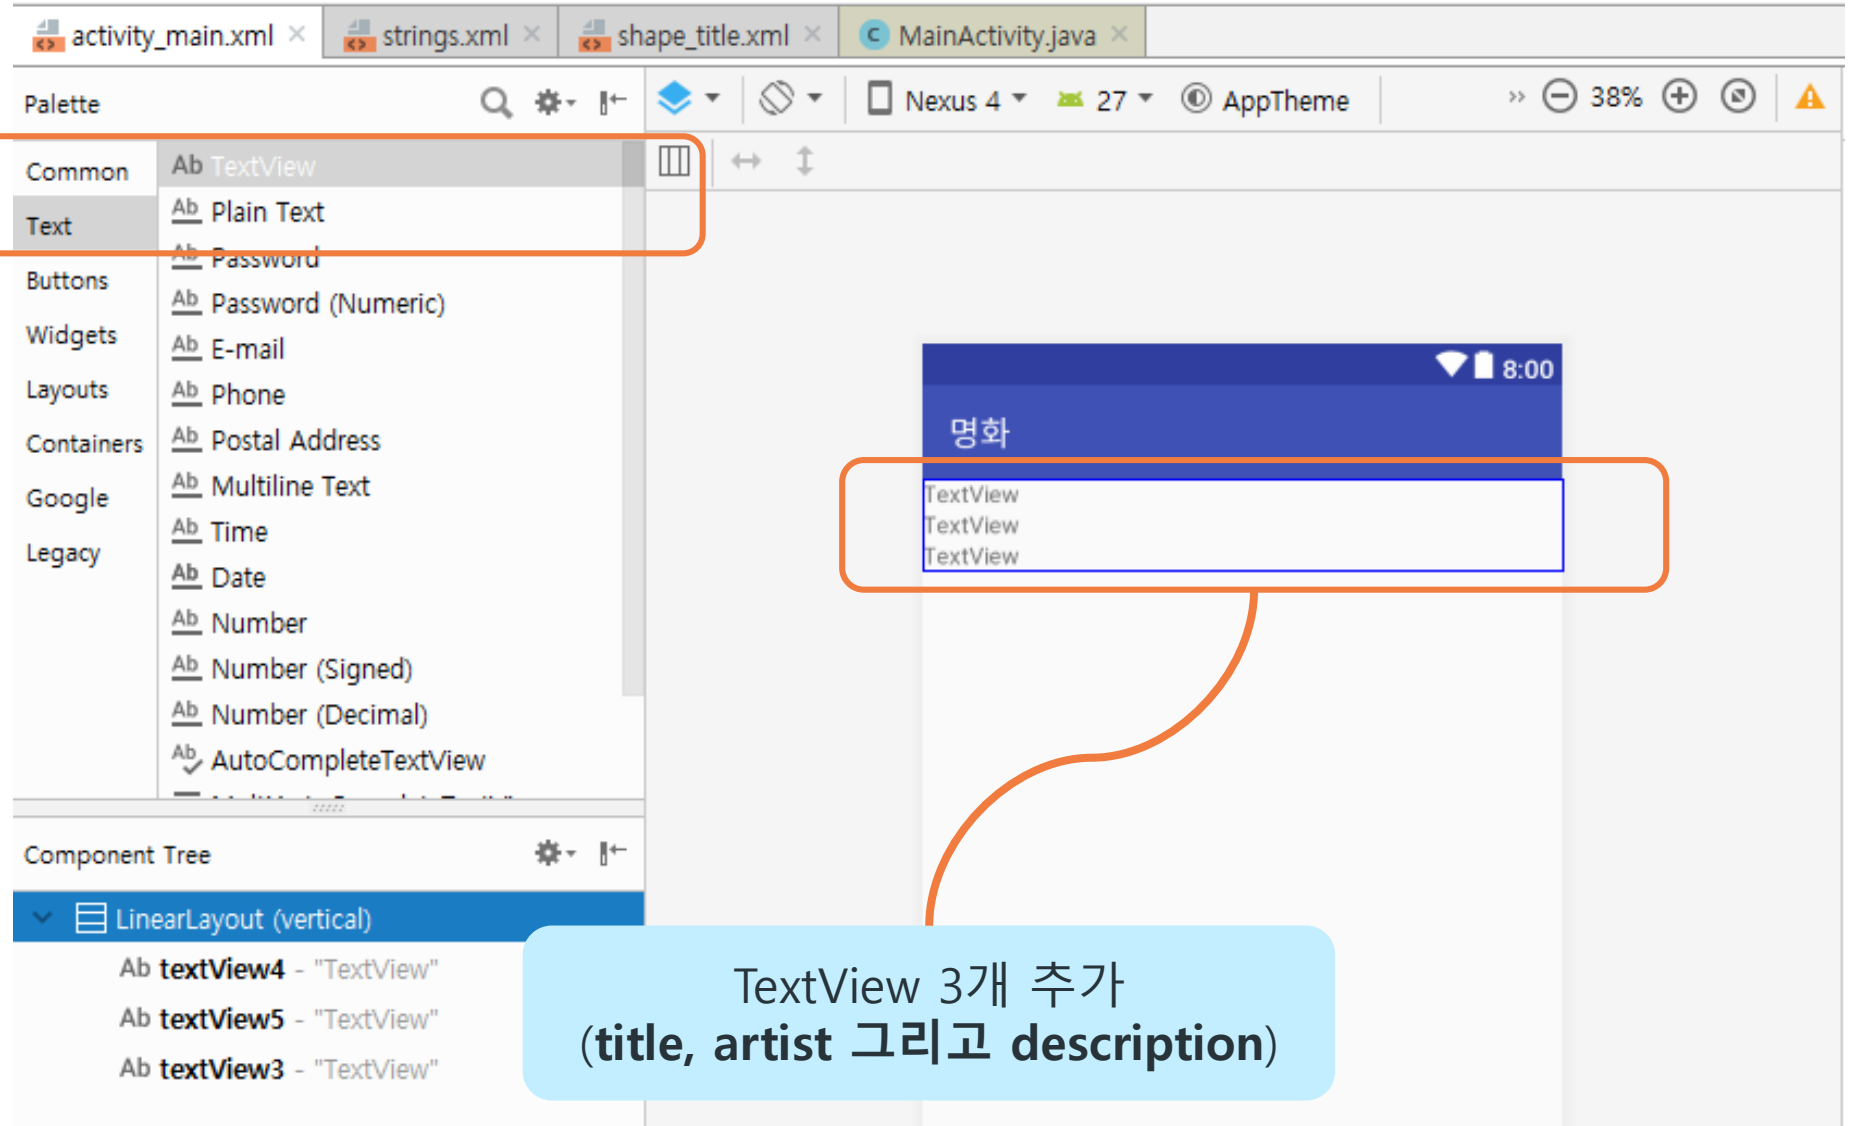 activity_main.xml
strings.xml
shape_title.xml
MainActivity.java
Palette
Nexus 4
27
AppTheme
38%
Common
Text
Buttons
Widgets
Layouts
Containers
Google
Legacy
Ab TextView
Ab Plain Text
Ab Password
Ab Password (Numeric)
Ab E-mail
Ab Phone
Ab Postal Address
Ab Multiline Text
Ab Time
Ab Date
Ab Number
Ab Number (Signed)
Ab Number (Decimal)
Ab AutoCompleteTextView
8:00
명화
TextView
TextView
TextView
Component Tree
LinearLayout (vertical)
Ab textView4 - "TextView"
Ab textView5 - "TextView"
Ab textView3 - "TextView"
TextView 3개 추가
(title, artist 그리고 description)